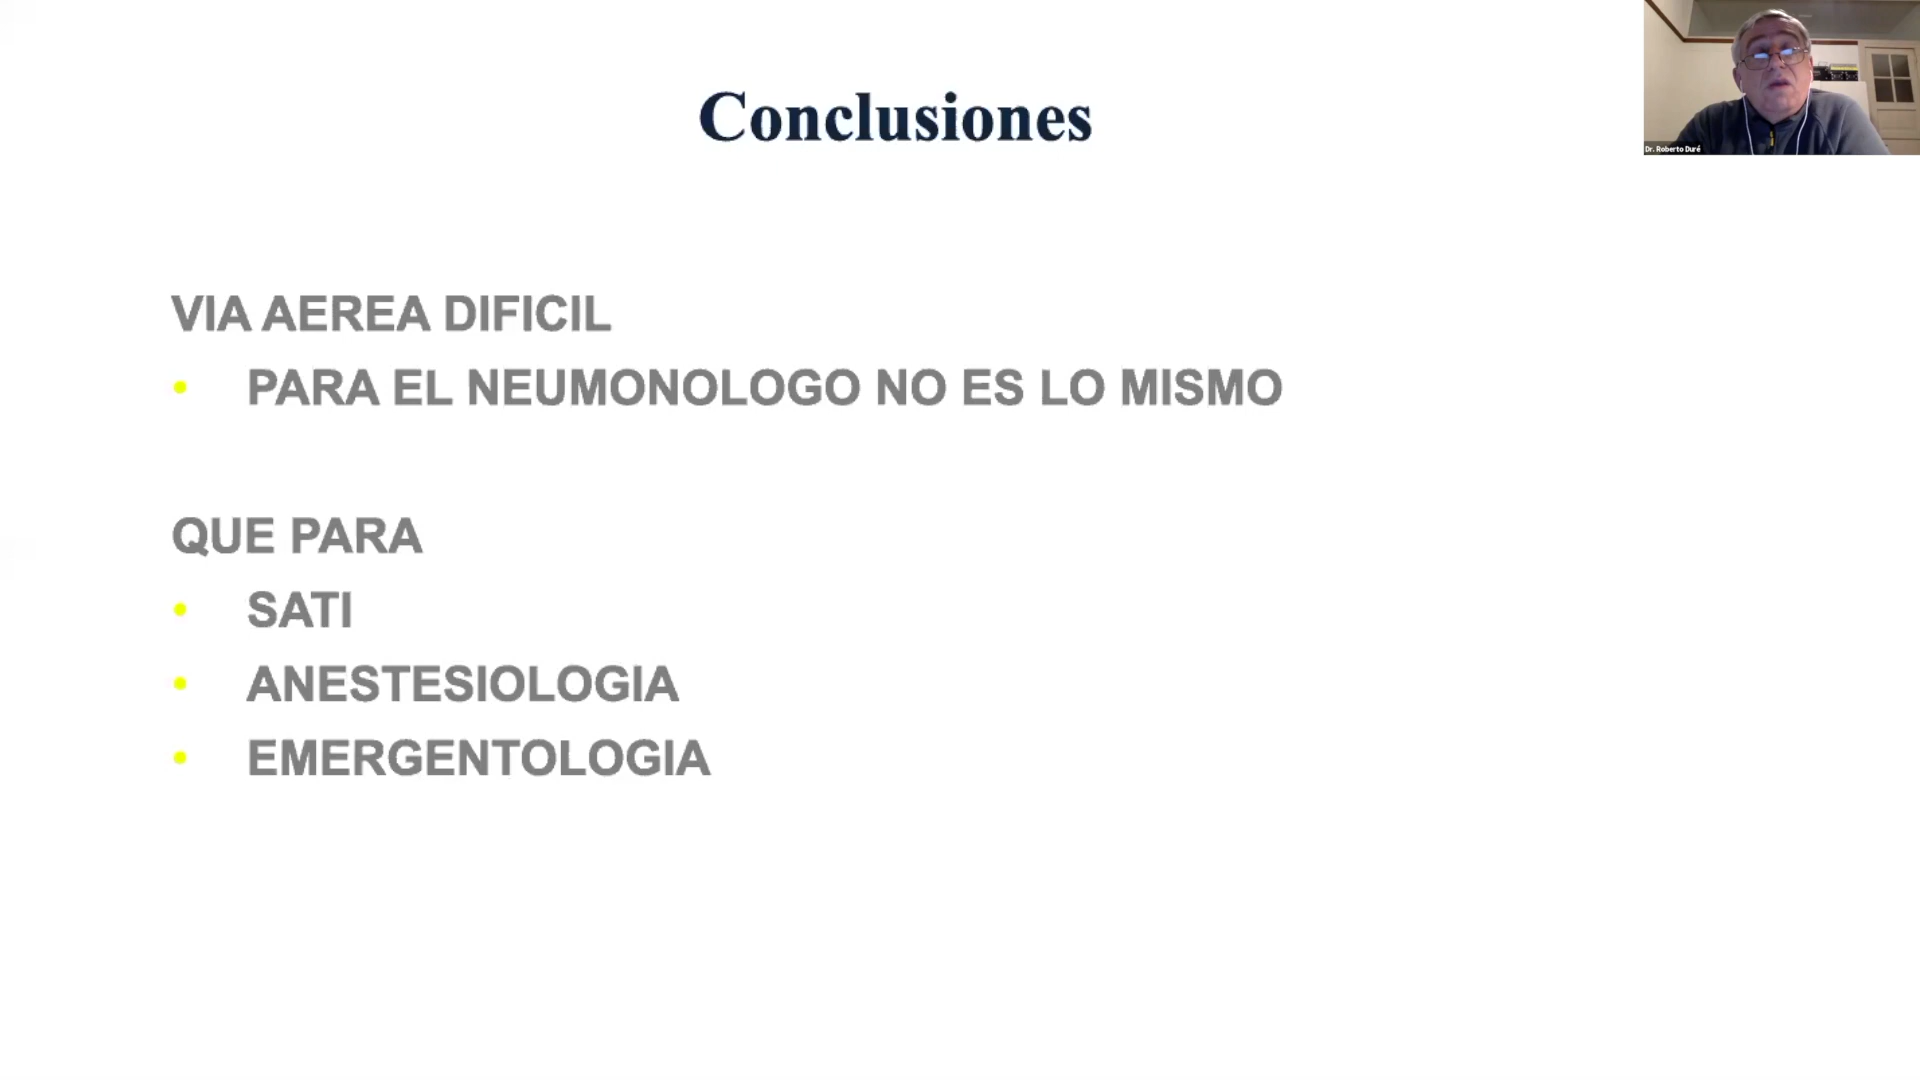 Conclusiones
Dr. Roberto Duré
VIA AEREA DIFICIL
• PARA EL NEUMONOLOGO NO ES LO MISMO
QUE PARA
• SATI
• ANESTESIOLOGIA
• EMERGENTOLOGIA